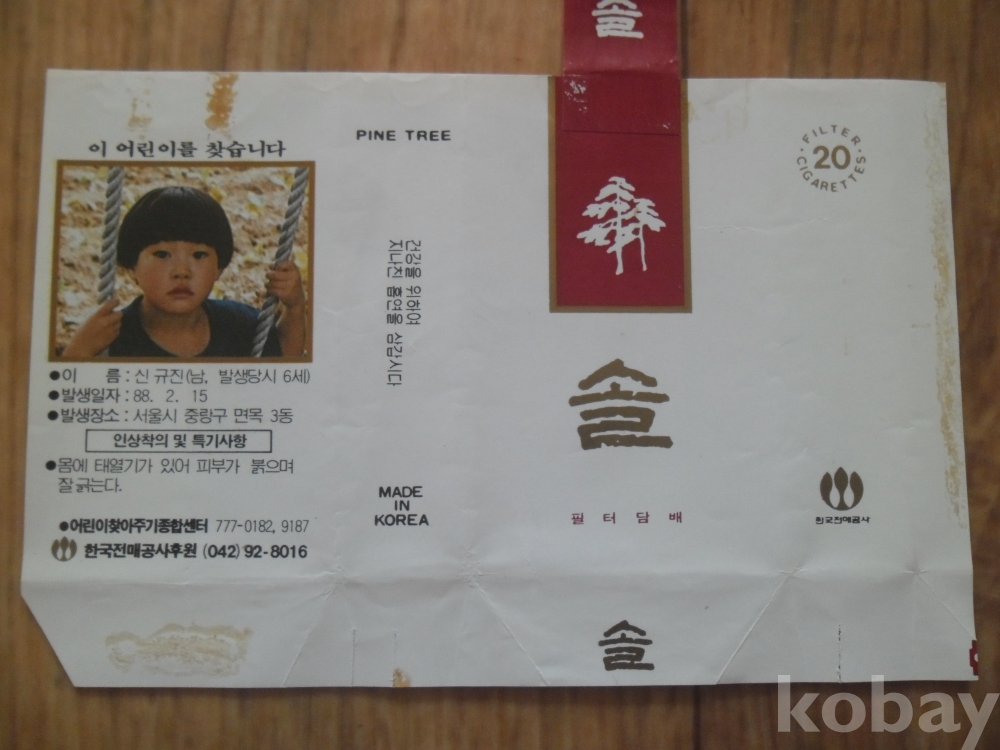 솔
이 어린이를 찾습니다
●이 름 : 신 규진(남, 발생당시 6세)
●발생일자 : 88. 2. 15
●발생장소 : 서울시 중랑구 면목 3동
인상착의 및 특기사항
●몸에 태열기가 있어 피부가 붉으며
잘 긁는다.
●어린이찾아주기종합센터 777-0182, 9187
한국전매공사후원 (042) 92-8016
PINE TREE
건강을 위하여
지나친 흡연을 삼갑시다
MADE
IN
KOREA
솔
필터담배
솔
·FILTER·
20
CIGARETTES
한국전매공사
kobay